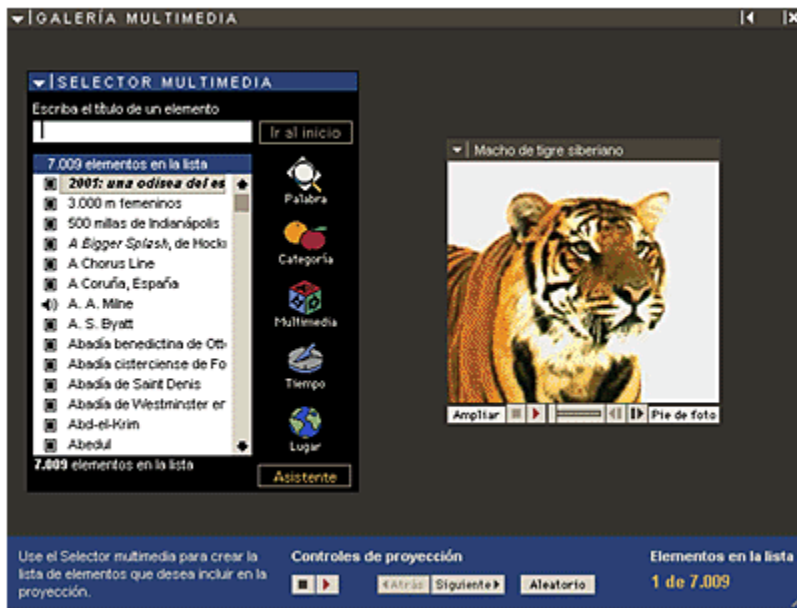 GALERÍA MULTIMEDIA
SELECTOR MULTIMEDIA
Escriba el título de un elemento
Ir al inicio
7.009 elementos en la lista
2001: una odisea del es
3.000 m femeninos
500 millas de Indianápolis
A Bigger Splash, de Hock
A Chorus Line
A Coruña, España
A. A. Milne
A. S. Byatt
Abadía benedictina de Ott
Abadía cisterciense de Fo
Abadía de Saint Denis
Abadía de Westminster er
Abd-el-Krim
Abedul
7.009 elementos en la lista
Palabra
Categoría
Multimedia
Tiempo
Lugar
Asistente
Macho de tigre siberiano
Ampliar
Pie de foto
Use el Selector multimedia para crear la
lista de elementos que desea incluir en la
proyección.
Controles de proyección
Atrás
Siguiente
Aleatorio
Elementos en la lista
1 de 7.009